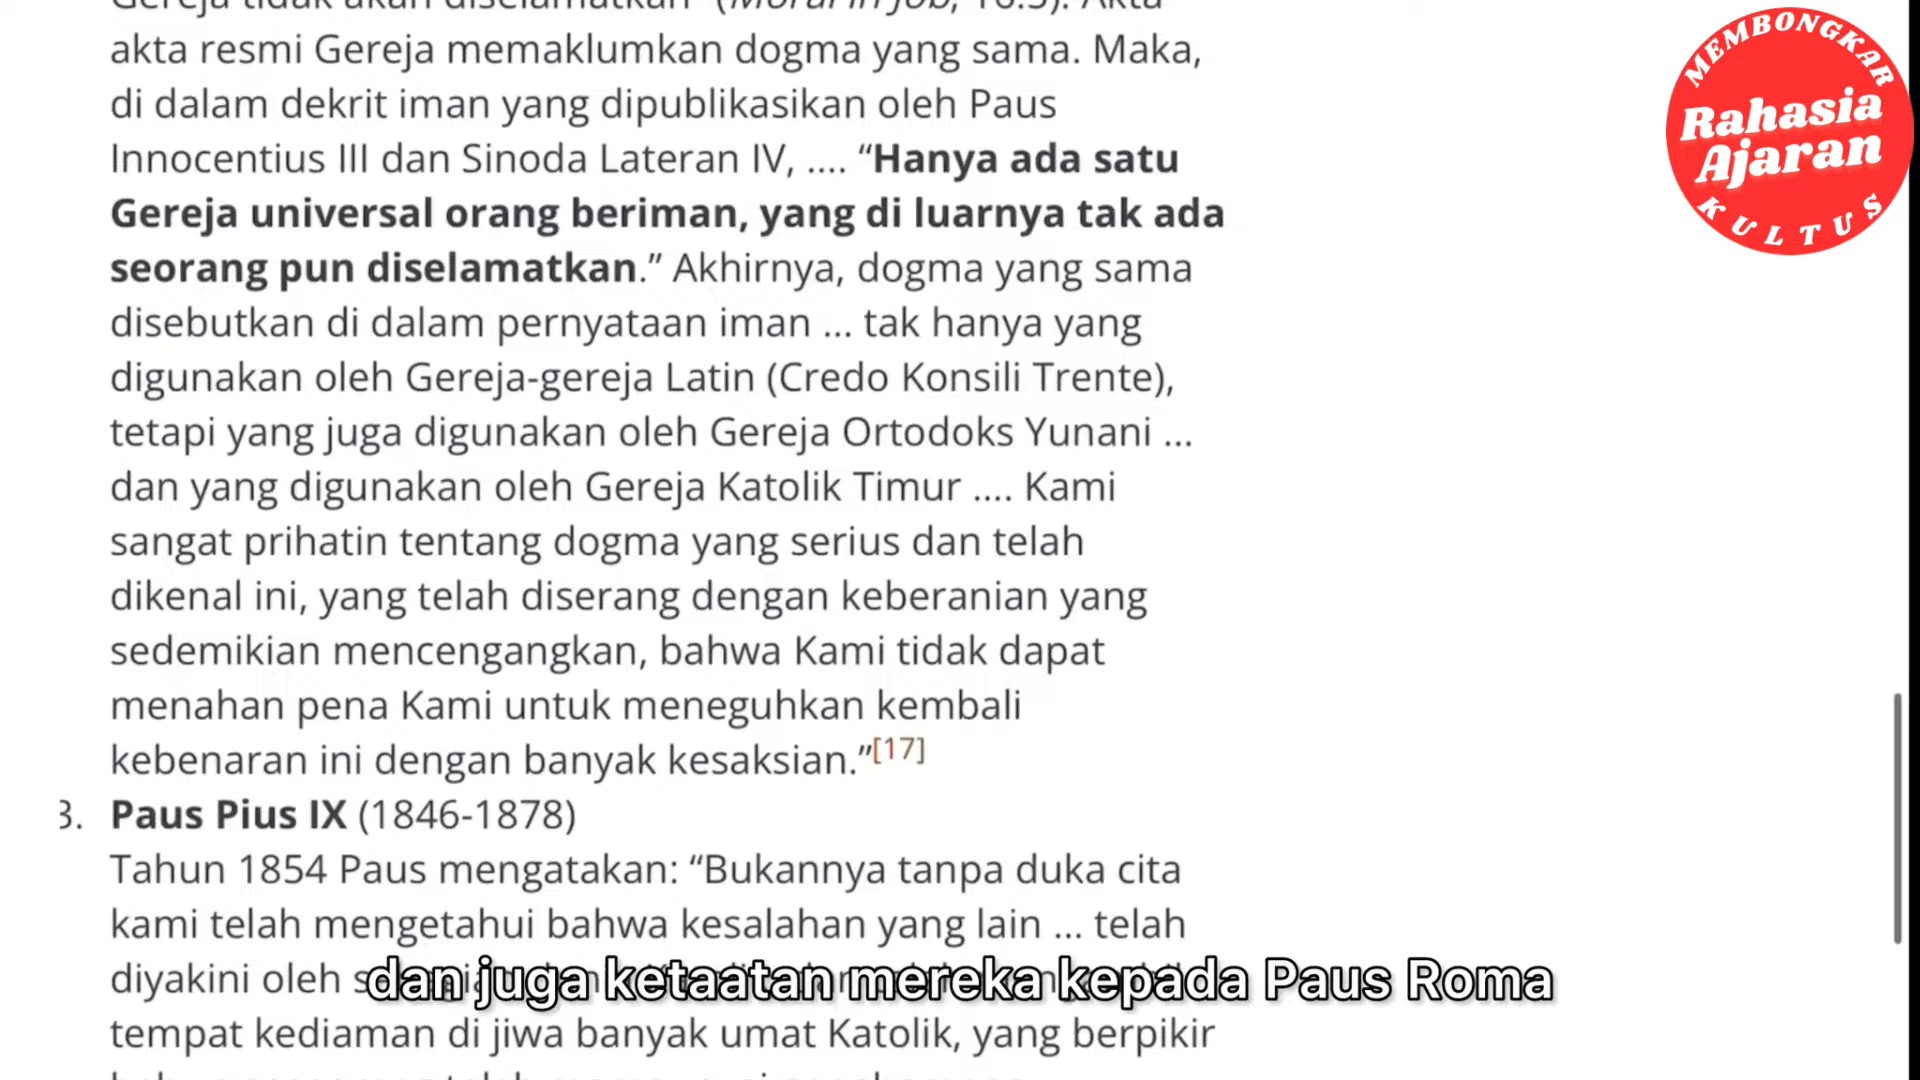 akta resmi Gereja memaklumkan dogma yang sama. Maka,
di dalam dekrit iman yang dipublikasikan oleh Paus
Innocentius III dan Sinoda Lateran IV, .... “Hanya ada satu
Gereja universal orang beriman, yang di luarnya tak ada
seorang pun diselamatkan.” Akhirnya, dogma yang sama
disebutkan di dalam pernyataan iman ... tak hanya yang
digunakan oleh Gereja-gereja Latin (Credo Konsili Trente),
tetapi yang juga digunakan oleh Gereja Ortodoks Yunani ...
dan yang digunakan oleh Gereja Katolik Timur .... Kami
sangat prihatin tentang dogma yang serius dan telah
dikenal ini, yang telah diserang dengan keberanian yang
sedemikian mencengangkan, bahwa Kami tidak dapat
menahan pena Kami untuk meneguhkan kembali
kebenaran ini dengan banyak kesaksian.”[17]
3. Paus Pius IX (1846-1878)
Tahun 1854 Paus mengatakan: “Bukannya tanpa duka cita
kami telah mengetahui bahwa kesalahan yang lain ... telah
diyakini oleh
dan juga ketaatan mereka kepada Paus Roma
tempat kediaman di jiwa banyak umat Katolik, yang berpikir
MEMBONGKAR
Rahasia
Ajaran
KULTUS